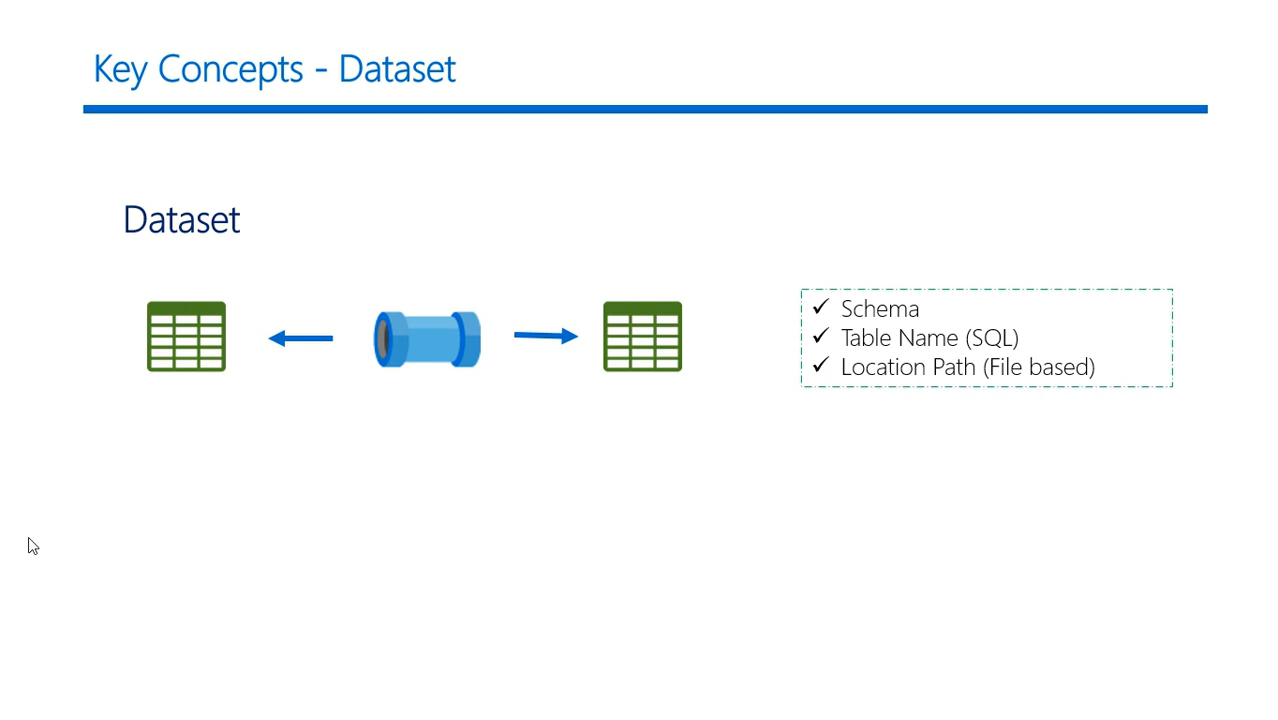 Key Concepts - Dataset
Dataset
✓ Schema
✓ Table Name (SQL)
✓ Location Path (File based)